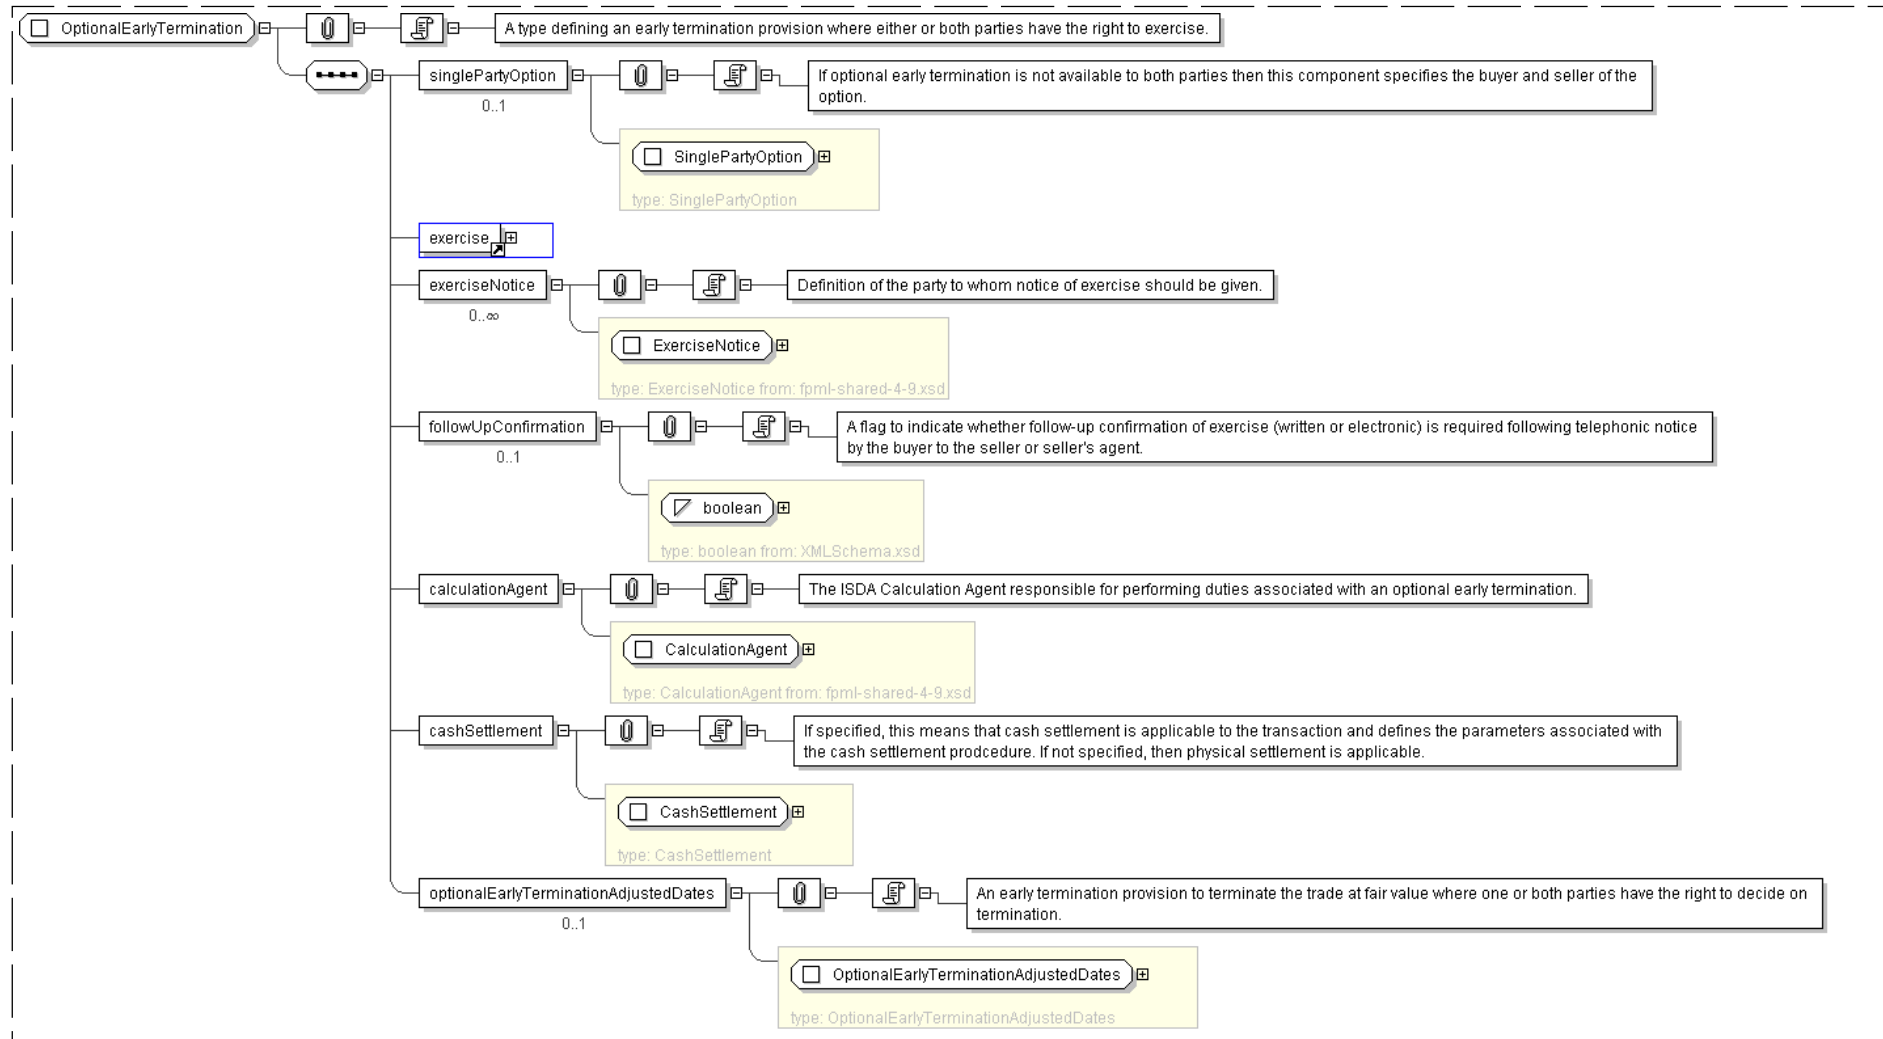 OptionalEarlyTermination
A type defining an early termination provision where either or both parties have the right to exercise.
singlePartyOption
0..1
If optional early termination is not available to both parties then this component specifies the buyer and seller of the
option.
SinglePartyOption
type: SinglePartyOption
exercise
exerciseNotice
0..∞
Definition of the party to whom notice of exercise should be given.
ExerciseNotice
type: ExerciseNotice from: fpml-shared-4-9.xsd
followUpConfirmation
0..1
A flag to indicate whether follow-up confirmation of exercise (written or electronic) is required following telephonic notice
by the buyer to the seller or seller's agent.
boolean
type: boolean from: XMLSchema.xsd
calculationAgent
The ISDA Calculation Agent responsible for performing duties associated with an optional early termination.
CalculationAgent
type: CalculationAgent from: fpml-shared-4-9.xsd
cashSettlement
If specified, this means that cash settlement is applicable to the transaction and defines the parameters associated with
the cash settlement prodcedure. If not specified, then physical settlement is applicable.
CashSettlement
type: CashSettlement
optionalEarlyTerminationAdjustedDates
0..1
An early termination provision to terminate the trade at fair value where one or both parties have the right to decide on
termination.
OptionalEarlyTerminationAdjustedDates
type: OptionalEarlyTerminationAdjustedDates